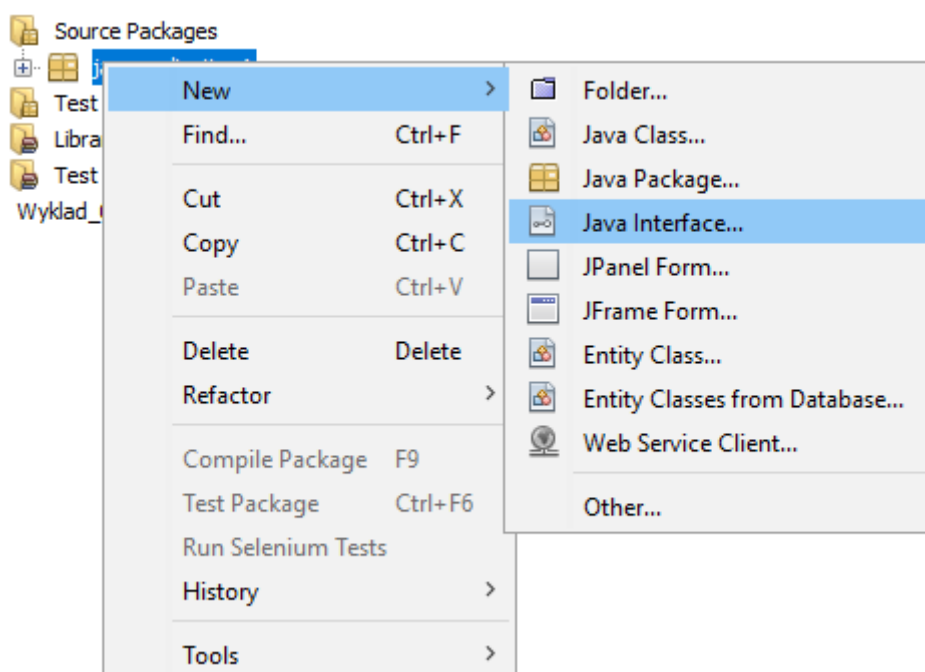 Source Packages
New
Find... Ctrl+F
Cut Ctrl+X
Copy Ctrl+C
Paste Ctrl+V
Delete Delete
Refactor
Compile Package F9
Test Package Ctrl+F6
Run Selenium Tests
History
Tools
Folder...
Java Class...
Java Package...
Java Interface...
JPanel Form...
JFrame Form...
Entity Class...
Entity Classes from Database...
Web Service Client...
Other...
Test
Libra
Test
Wyklad_